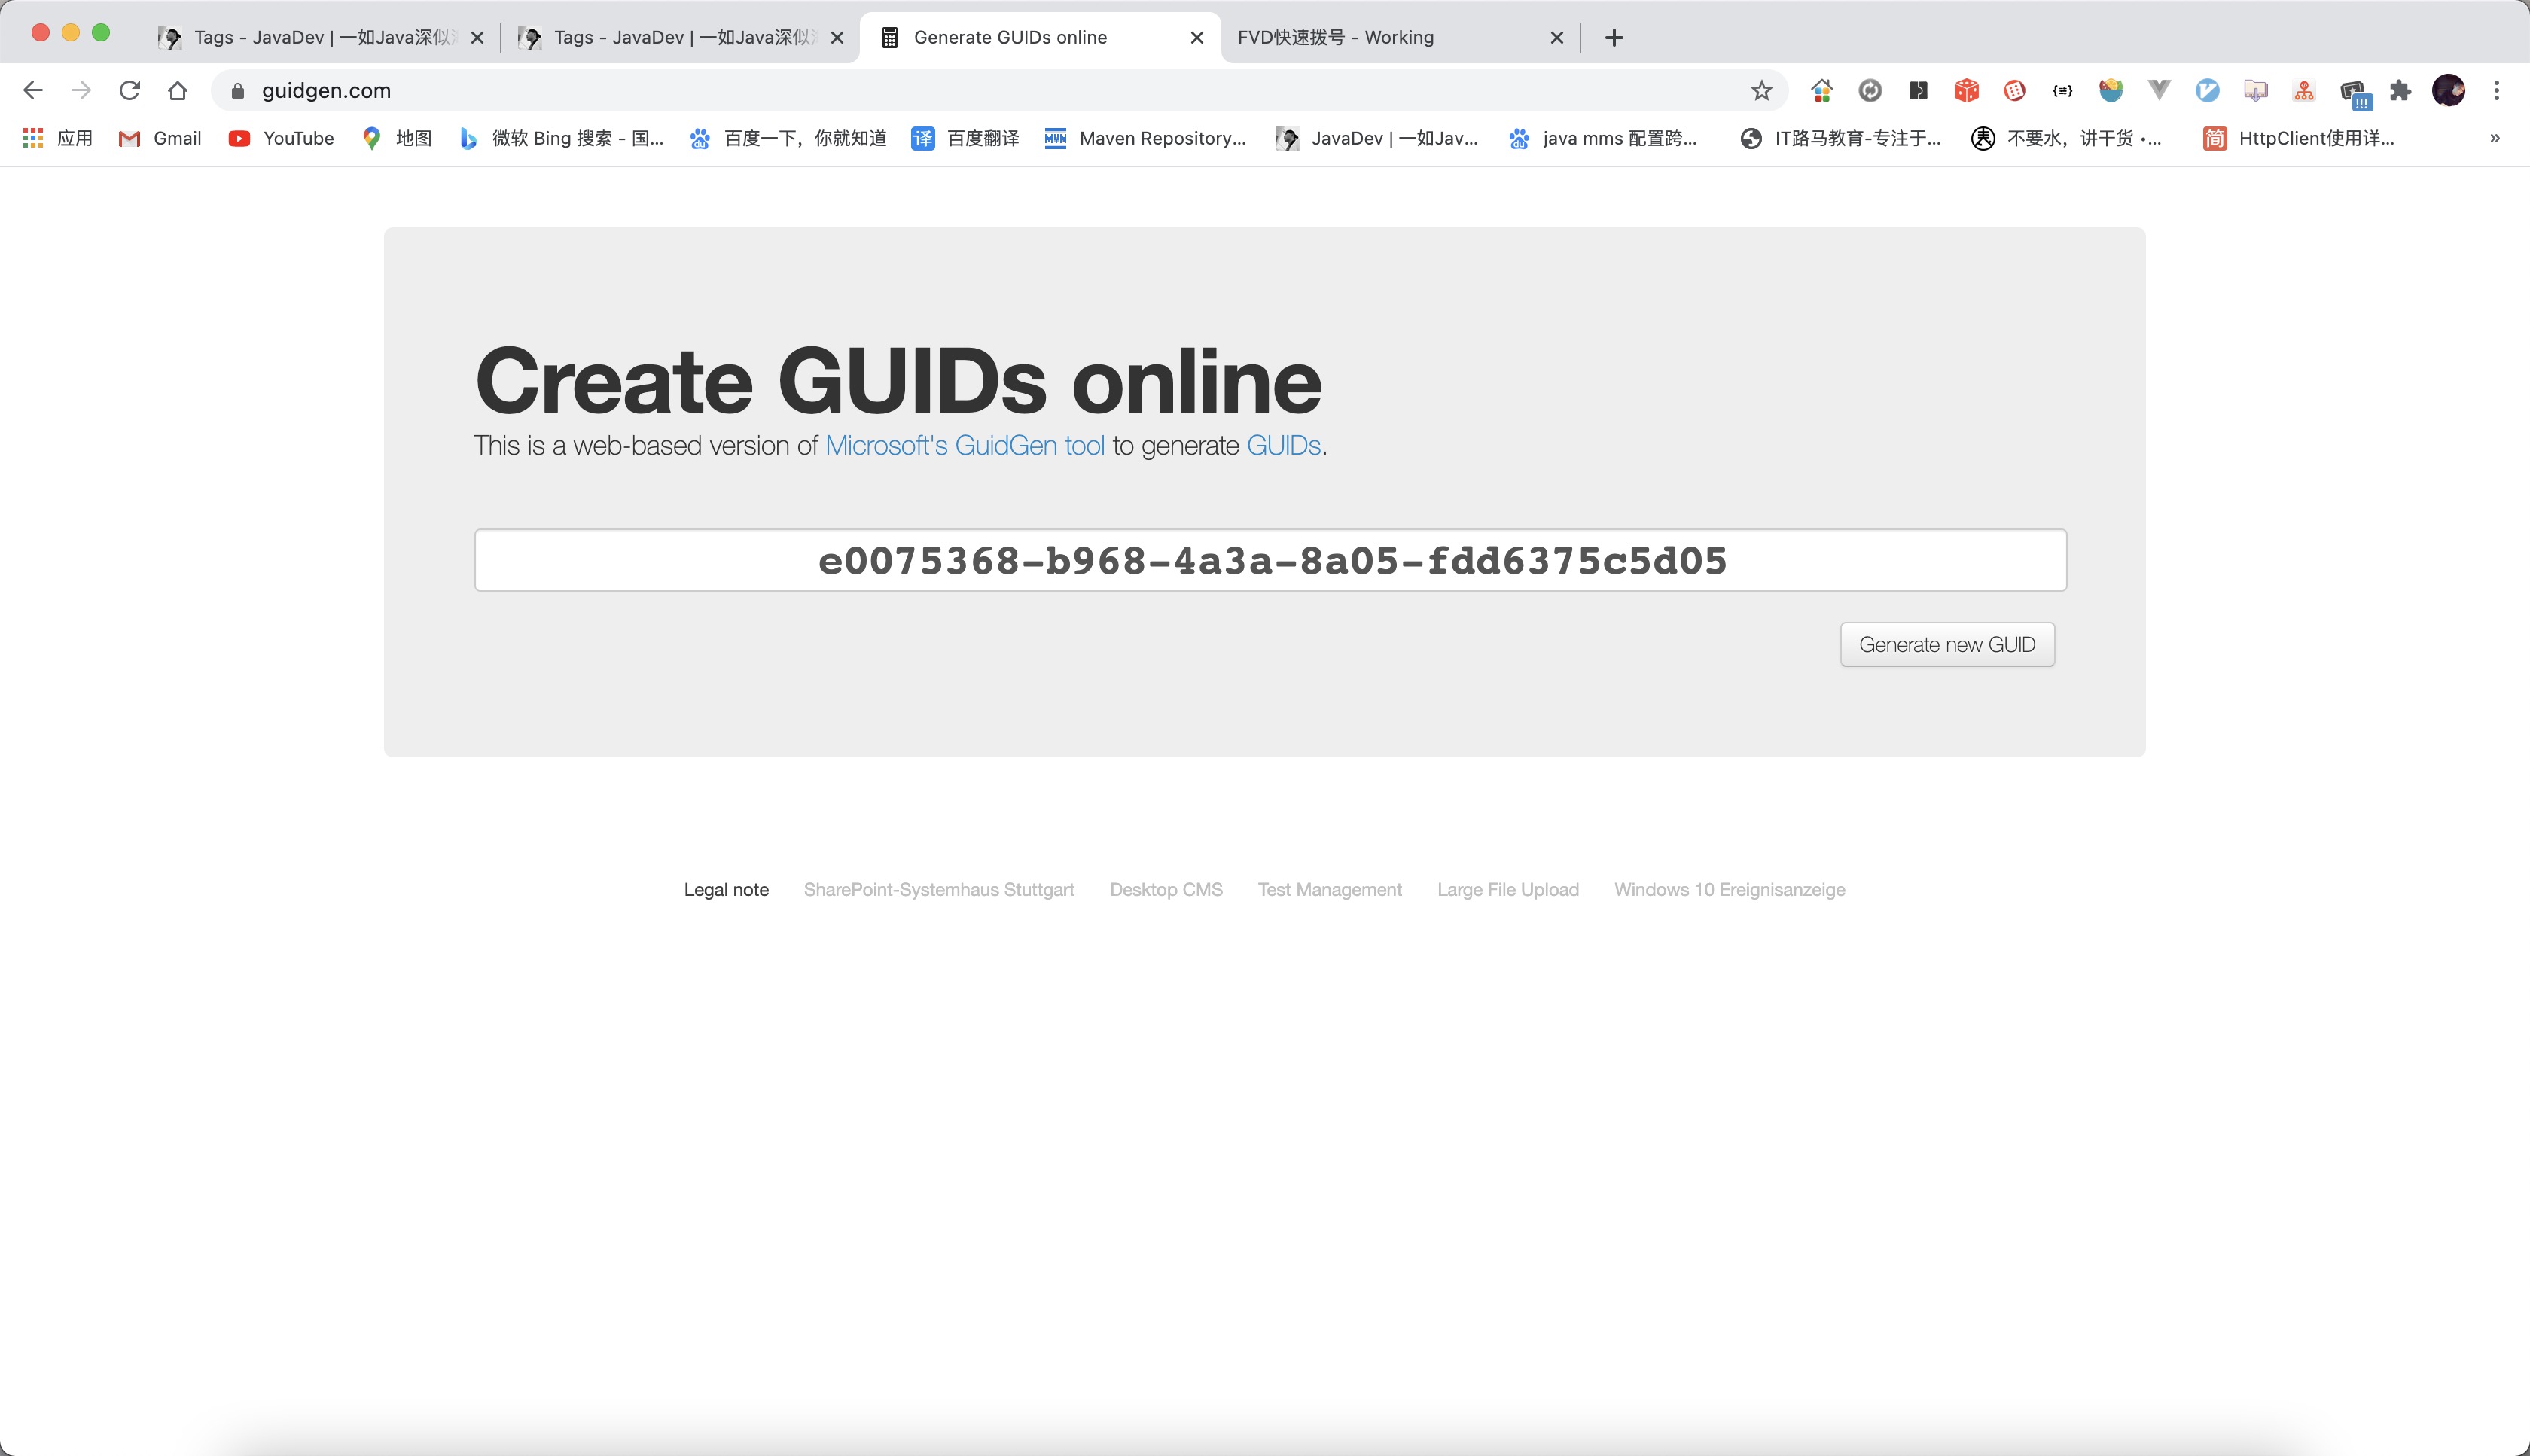 Tags - JavaDev | 一如Java深似
Tags - JavaDev | 一如Java深似
Generate GUIDs online
FVD快速拨号 - Working
guidgen.com
应用
Gmail
YouTube
地图
微软 Bing 搜索 - 国...
百度一下，你就知道
译 百度翻译
MVN Maven Repository...
JavaDev | 一如Jav...
java mms 配置跨...
IT路马教育-专注于...
不要水，讲干货 •...
简 HttpClient使用详...
»
Create GUIDs online
This is a web-based version of Microsoft's GuidGen tool to generate GUIDs.
e0075368-b968-4a3a-8a05-fdd6375c5d05
Generate new GUID
Legal note SharePoint-Systemhaus Stuttgart Desktop CMS Test Management Large File Upload Windows 10 Ereignisanzeige